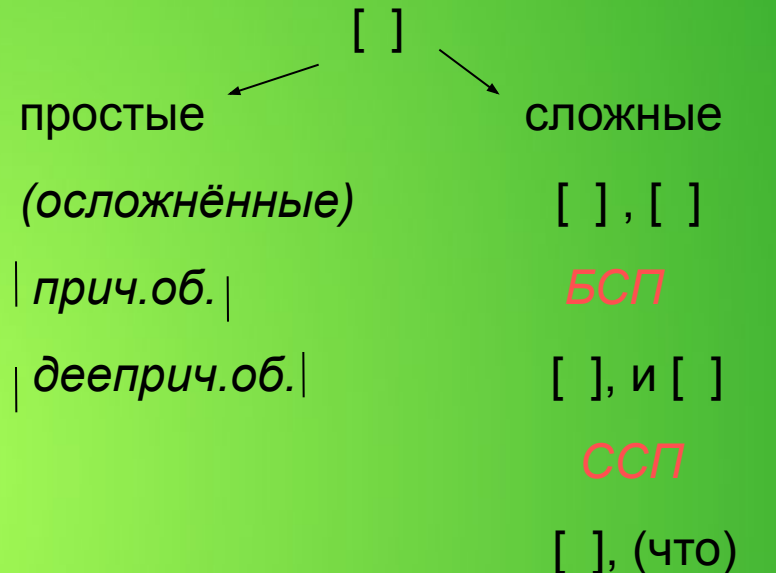 [ ]
простые сложные
(осложнённые) [ ] , [ ]
прич.об. БСП
дееприч.об. [ ], и [ ]
ССП
[ ], (что)